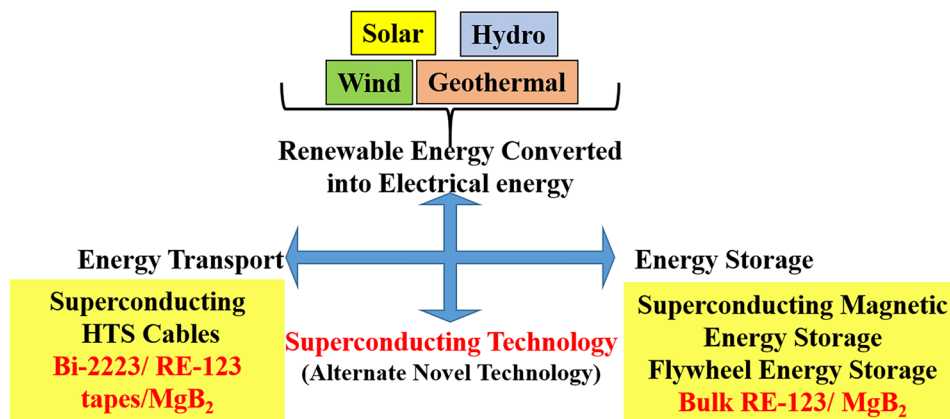 Solar
Hydro
Wind
Geothermal
Renewable Energy Converted
into Electrical energy
Energy Transport
Energy Storage
Superconducting
HTS Cables
Bi-2223/ RE-123
tapes/MgB₂
Superconducting Technology
(Alternate Novel Technology)
Superconducting Magnetic
Energy Storage
Flywheel Energy Storage
Bulk RE-123/ MgB₂